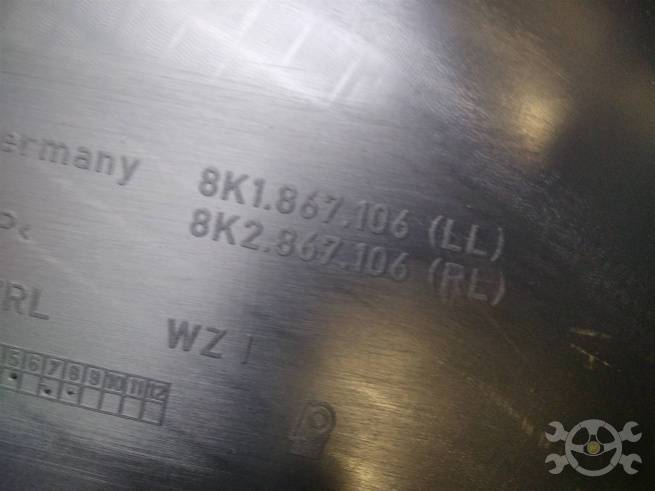 ermany 8K1.867.106 (LL)
8K2.867.106 (RL)
P<
RL
WZ I
5 6 7 8 9 10 11 12